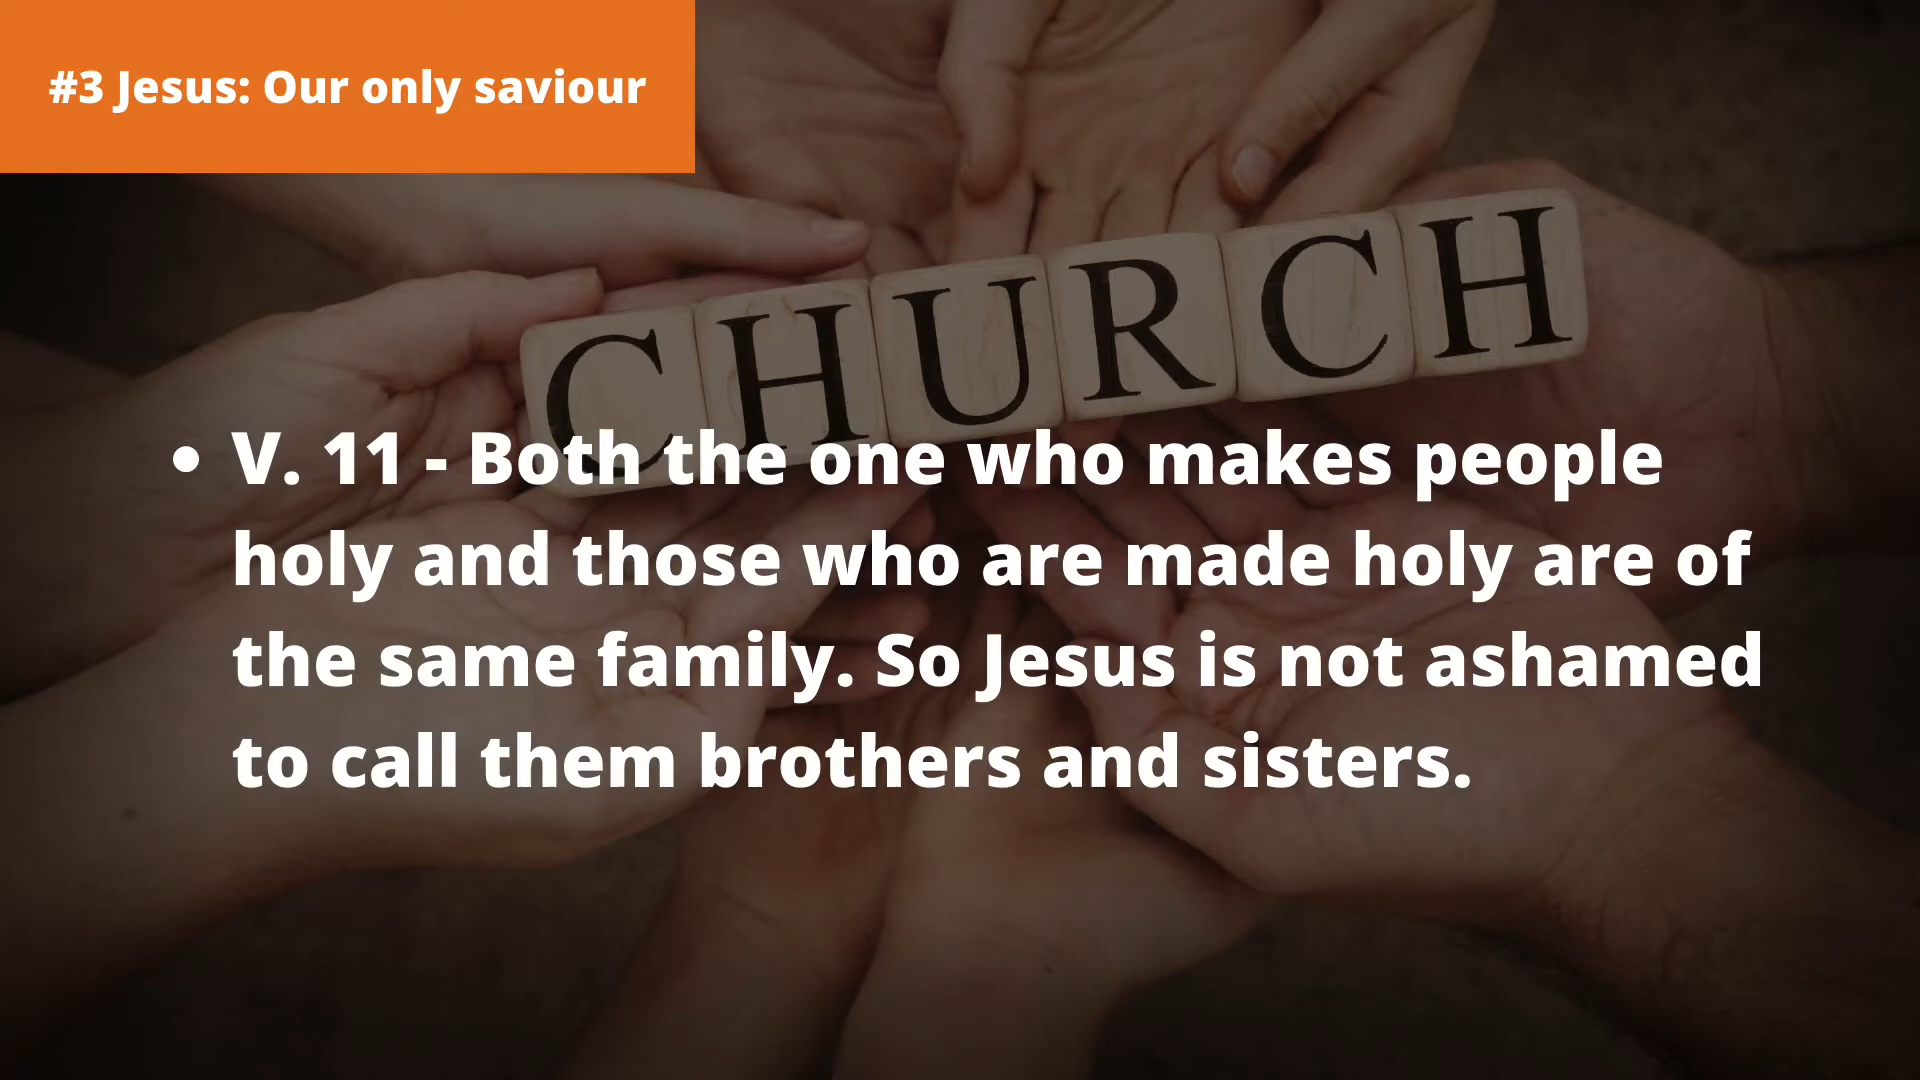 #3 Jesus: Our only saviour
CHURCH
• V. 11 - Both the one who makes people
holy and those who are made holy are of
the same family. So Jesus is not ashamed
to call them brothers and sisters.